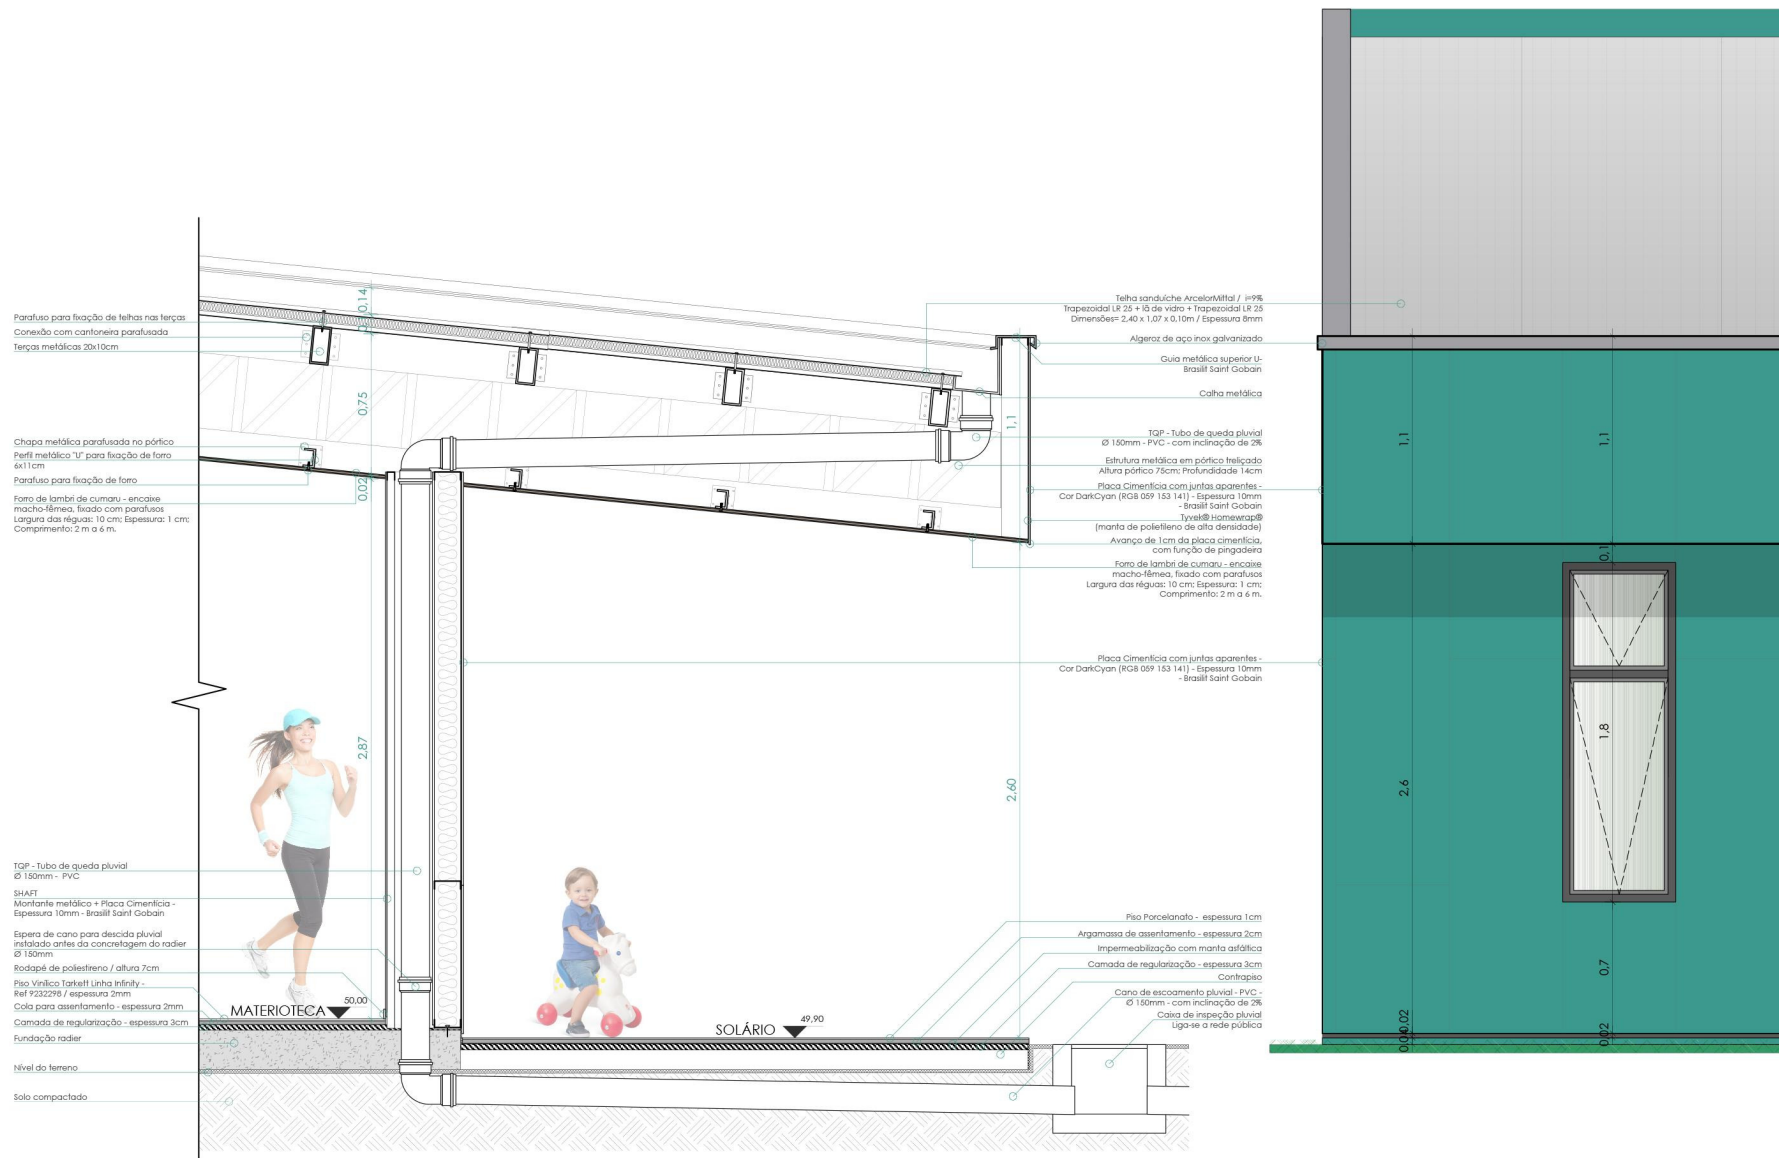 Parafuso para fixação de telhas nas terças
Conexão com cantoneira parafusada
Terças metálicas 20x10cm
Chapa metálica parafusada no pórtico
Perfil metálico "U" para fixação de forro
6x11cm
Parafuso para fixação de forro
Forro de lambri de cumaru - encaixe
macho-fêmea, fixado com parafusos
Largura das réguas: 10 cm; Espessura: 1 cm;
Comprimento: 2 m a 6 m.
TQP - Tubo de queda pluvial
Ø 150mm - PVC
SHAFT
Montante metálico + Placa Cimentícia -
Espessura 10mm - Brasilit Saint Gobain
Espera de cano para descida pluvial
instalado antes da concretagem do radier
Ø 150mm
Rodapé de poliestireno / altura 7cm
Piso Vinílico Tarkett Linha Infinity -
Ref 9232298 / espessura 2mm
Cola para assentamento - espessura 2mm
Camada de regularização - espessura 3cm
Fundação radier
Nível do terreno
Solo compactado
0,14
0,75
0,02
2,87
MATERIOTECA
50,00
SOLÁRIO
49,90
1,1
2,60
Telha sanduíche ArcelorMittal / i=9%
Trapezoidal LR 25 + lã de vidro + Trapezoidal LR 25
Dimensões= 2,40 x 1,07 x 0,10m / Espessura 8mm
Algeroz de aço inox galvanizado
Guia metálica superior U-
Brasilit Saint Gobain
Calha metálica
TQP - Tubo de queda pluvial
Ø 150mm - PVC - com inclinação de 2%
Estrutura metálica em pórtico treliçado
Altura pórtico 75cm; Profundidade 14cm
Placa Cimentícia com juntas aparentes -
Cor DarkCyan (RGB 059 153 141) - Espessura 10mm
- Brasilit Saint Gobain
Tyvek® Homewrap®
(manta de polietileno de alta densidade)
Avanço de 1cm da placa cimentícia,
com função de pingadeira
Forro de lambri de cumaru - encaixe
macho-fêmea, fixado com parafusos
Largura das réguas: 10 cm; Espessura: 1 cm;
Comprimento: 2 m a 6 m.
Placa Cimentícia com juntas aparentes -
Cor DarkCyan (RGB 059 153 141) - Espessura 10mm
- Brasilit Saint Gobain
Piso Porcelanato - espessura 1cm
Argamassa de assentamento - espessura 2cm
Impermeabilização com manta asfáltica
Camada de regularização - espessura 3cm
Contrapiso
Cano de escoamento pluvial - PVC -
Ø 150mm - com inclinação de 2%
Caixa de inspeção pluvial
Liga-se a rede pública
1,1
1,1
0,1
1,8
2,6
0,7
0,02
0,02